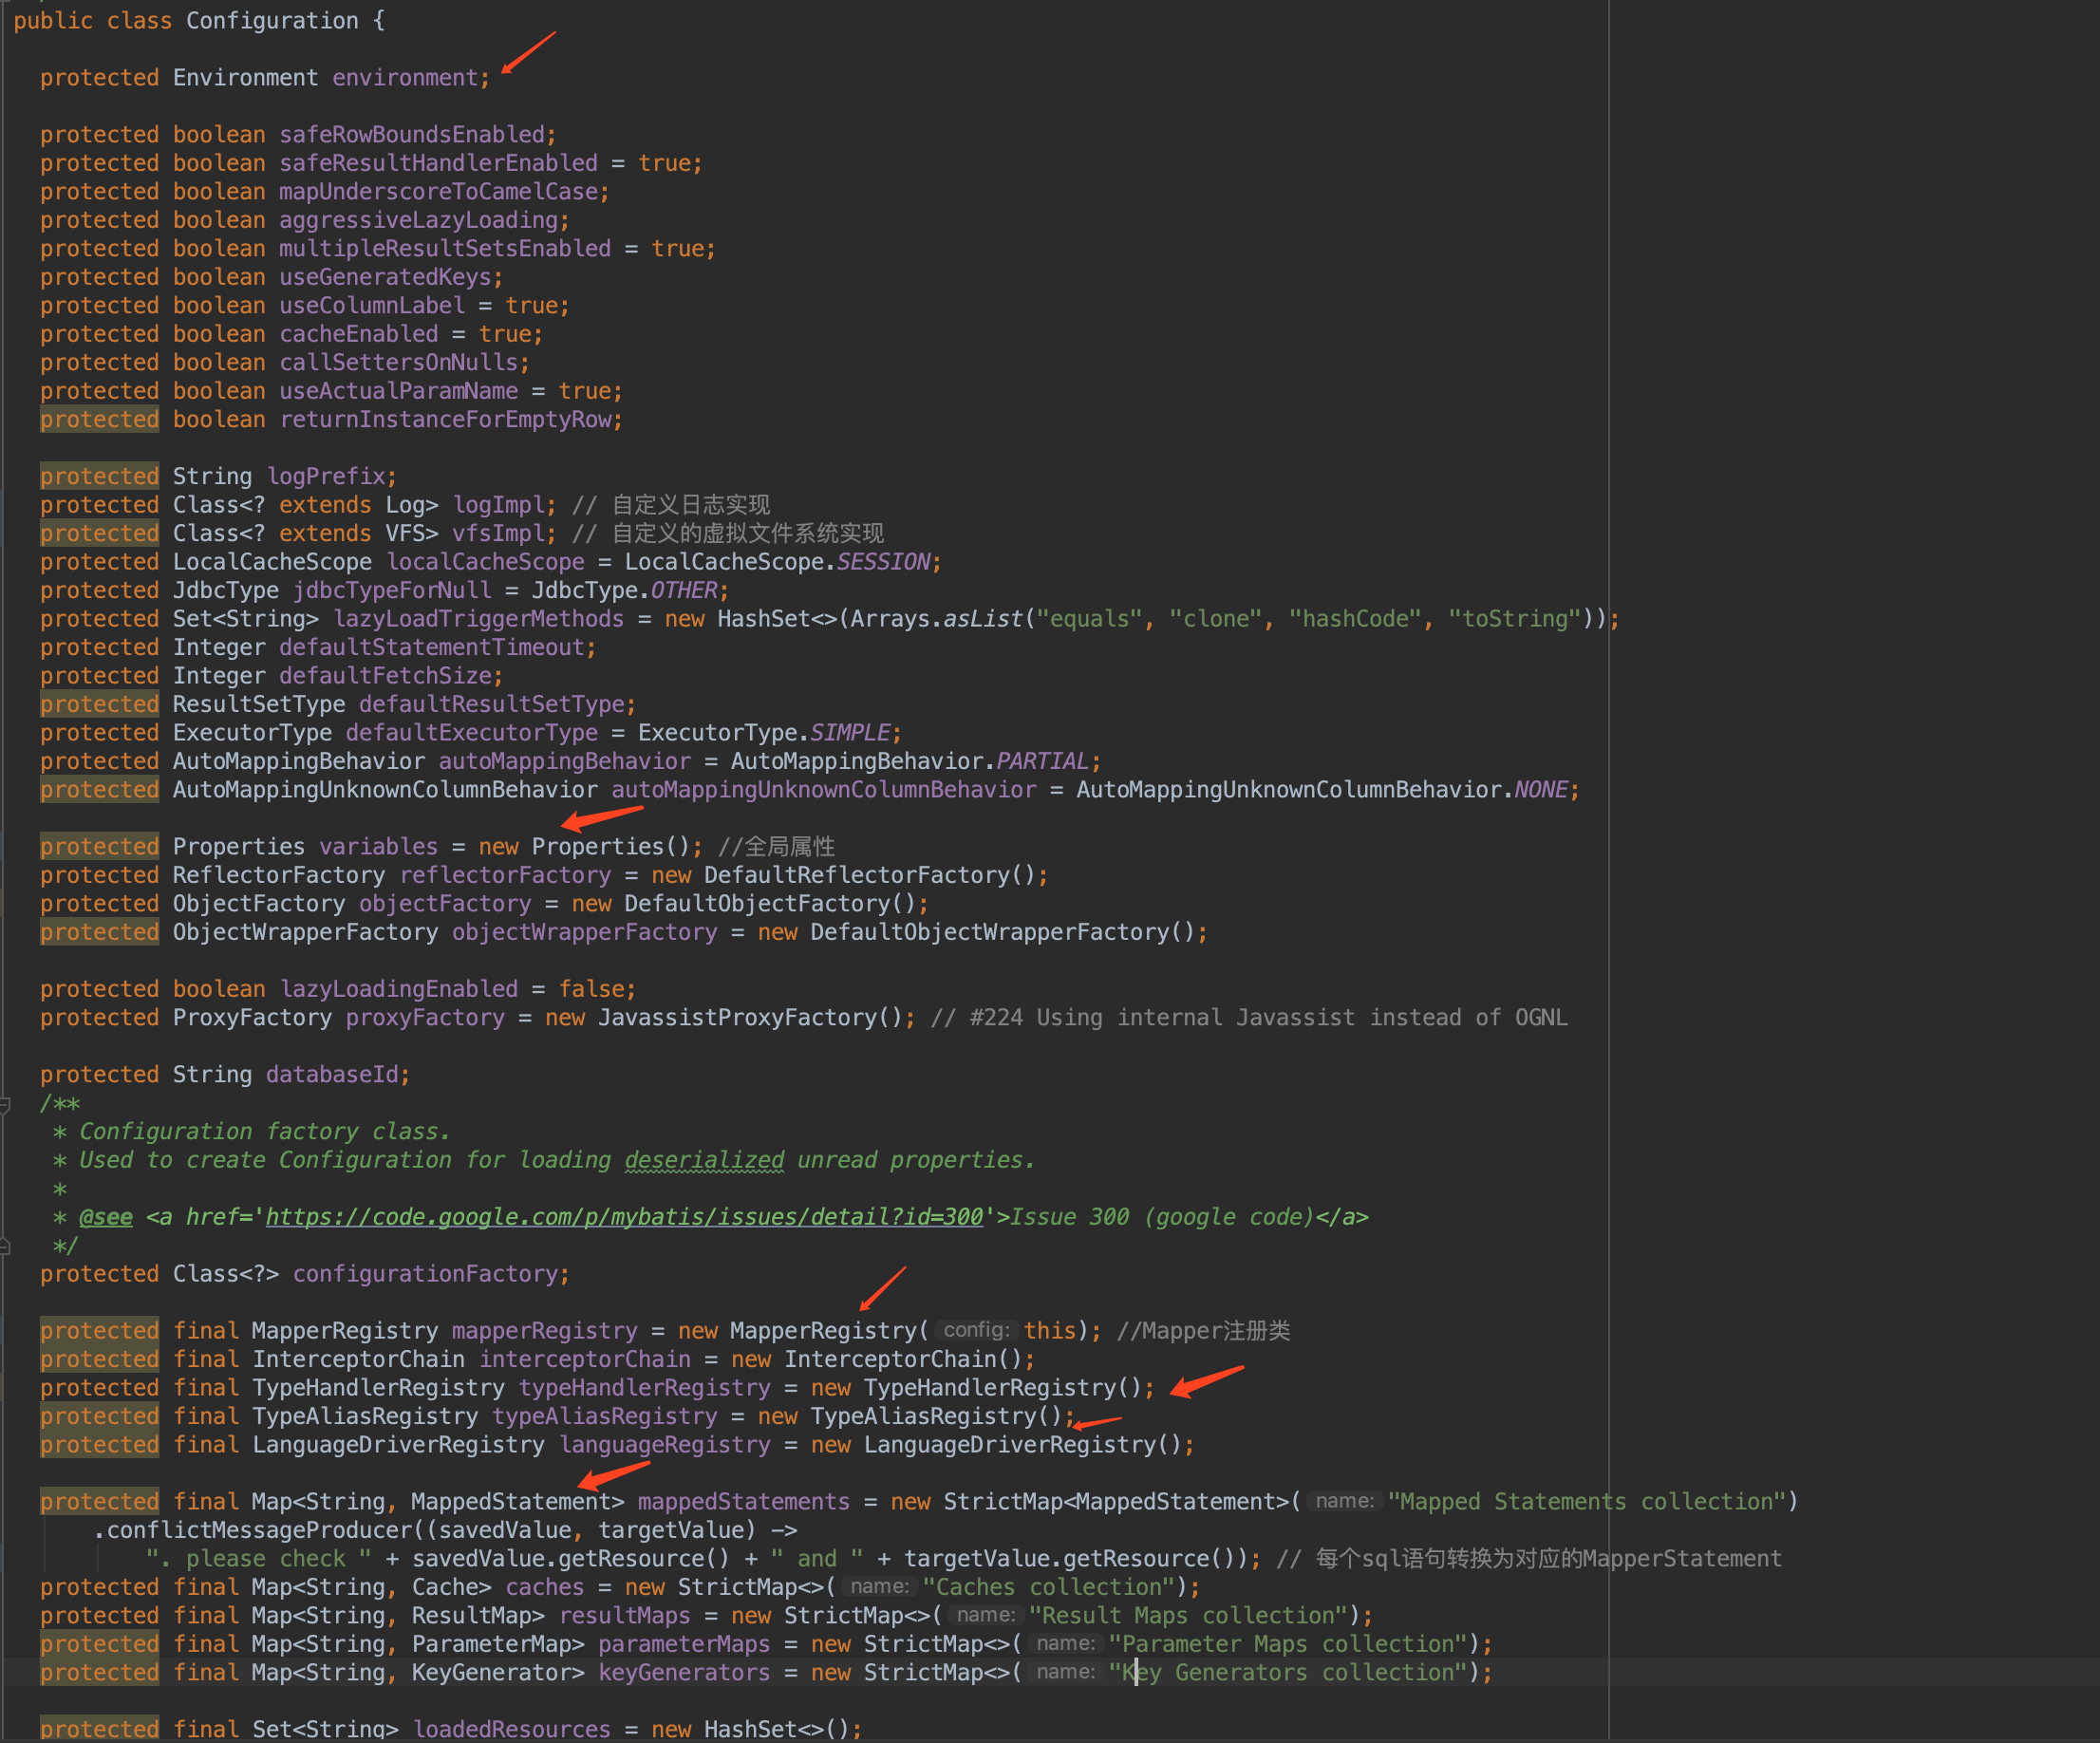 public class Configuration {
protected Environment environment;
protected boolean safeRowBoundsEnabled;
protected boolean safeResultHandlerEnabled = true;
protected boolean mapUnderscoreToCamelCase;
protected boolean aggressiveLazyLoading;
protected boolean multipleResultSetsEnabled = true;
protected boolean useGeneratedKeys;
protected boolean useColumnLabel = true;
protected boolean cacheEnabled = true;
protected boolean callSettersOnNulls;
protected boolean useActualParamName = true;
protected boolean returnInstanceForEmptyRow;
protected String logPrefix;
protected Class<? extends Log> logImpl; // 自定义日志实现
protected Class<? extends VFS> vfsImpl; // 自定义的虚拟文件系统实现
protected LocalCacheScope localCacheScope = LocalCacheScope.SESSION;
protected JdbcType jdbcTypeForNull = JdbcType.OTHER;
protected Set<String> lazyLoadTriggerMethods = new HashSet<>(Arrays.asList("equals", "clone", "hashCode", "toString"));
protected Integer defaultStatementTimeout;
protected Integer defaultFetchSize;
protected ResultSetType defaultResultSetType;
protected ExecutorType defaultExecutorType = ExecutorType.SIMPLE;
protected AutoMappingBehavior autoMappingBehavior = AutoMappingBehavior.PARTIAL;
protected AutoMappingUnknownColumnBehavior autoMappingUnknownColumnBehavior = AutoMappingUnknownColumnBehavior.NONE;
protected Properties variables = new Properties(); //全局属性
protected ReflectorFactory reflectorFactory = new DefaultReflectorFactory();
protected ObjectFactory objectFactory = new DefaultObjectFactory();
protected ObjectWrapperFactory objectWrapperFactory = new DefaultObjectWrapperFactory();
protected boolean lazyLoadingEnabled = false;
protected ProxyFactory proxyFactory = new JavassistProxyFactory(); // #224 Using internal Javassist instead of OGNL
protected String databaseId;
/**
* Configuration factory class.
* Used to create Configuration for loading deserialized unread properties.
*
* @see <a href='https://code.google.com/p/mybatis/issues/detail?id=300'>Issue 300 (google code)</a>
*/
protected Class<?> configurationFactory;
protected final MapperRegistry mapperRegistry = new MapperRegistry( config: this); //Mapper注册类
protected final InterceptorChain interceptorChain = new InterceptorChain();
protected final TypeHandlerRegistry typeHandlerRegistry = new TypeHandlerRegistry();
protected final TypeAliasRegistry typeAliasRegistry = new TypeAliasRegistry();
protected final LanguageDriverRegistry languageRegistry = new LanguageDriverRegistry();
protected final Map<String, MappedStatement> mappedStatements = new StrictMap<MappedStatement>( name: "Mapped Statements collection")
.conflictMessageProducer((savedValue, targetValue) ->
". please check " + savedValue.getResource() + " and " + targetValue.getResource()); // 每个sql语句转换为对应的MapperStatement
protected final Map<String, Cache> caches = new StrictMap<>( name: "Caches collection");
protected final Map<String, ResultMap> resultMaps = new StrictMap<>( name: "Result Maps collection");
protected final Map<String, ParameterMap> parameterMaps = new StrictMap<>( name: "Parameter Maps collection");
protected final Map<String, KeyGenerator> keyGenerators = new StrictMap<>( name: "Key Generators collection");
protected final Set<String> loadedResources = new HashSet<>();